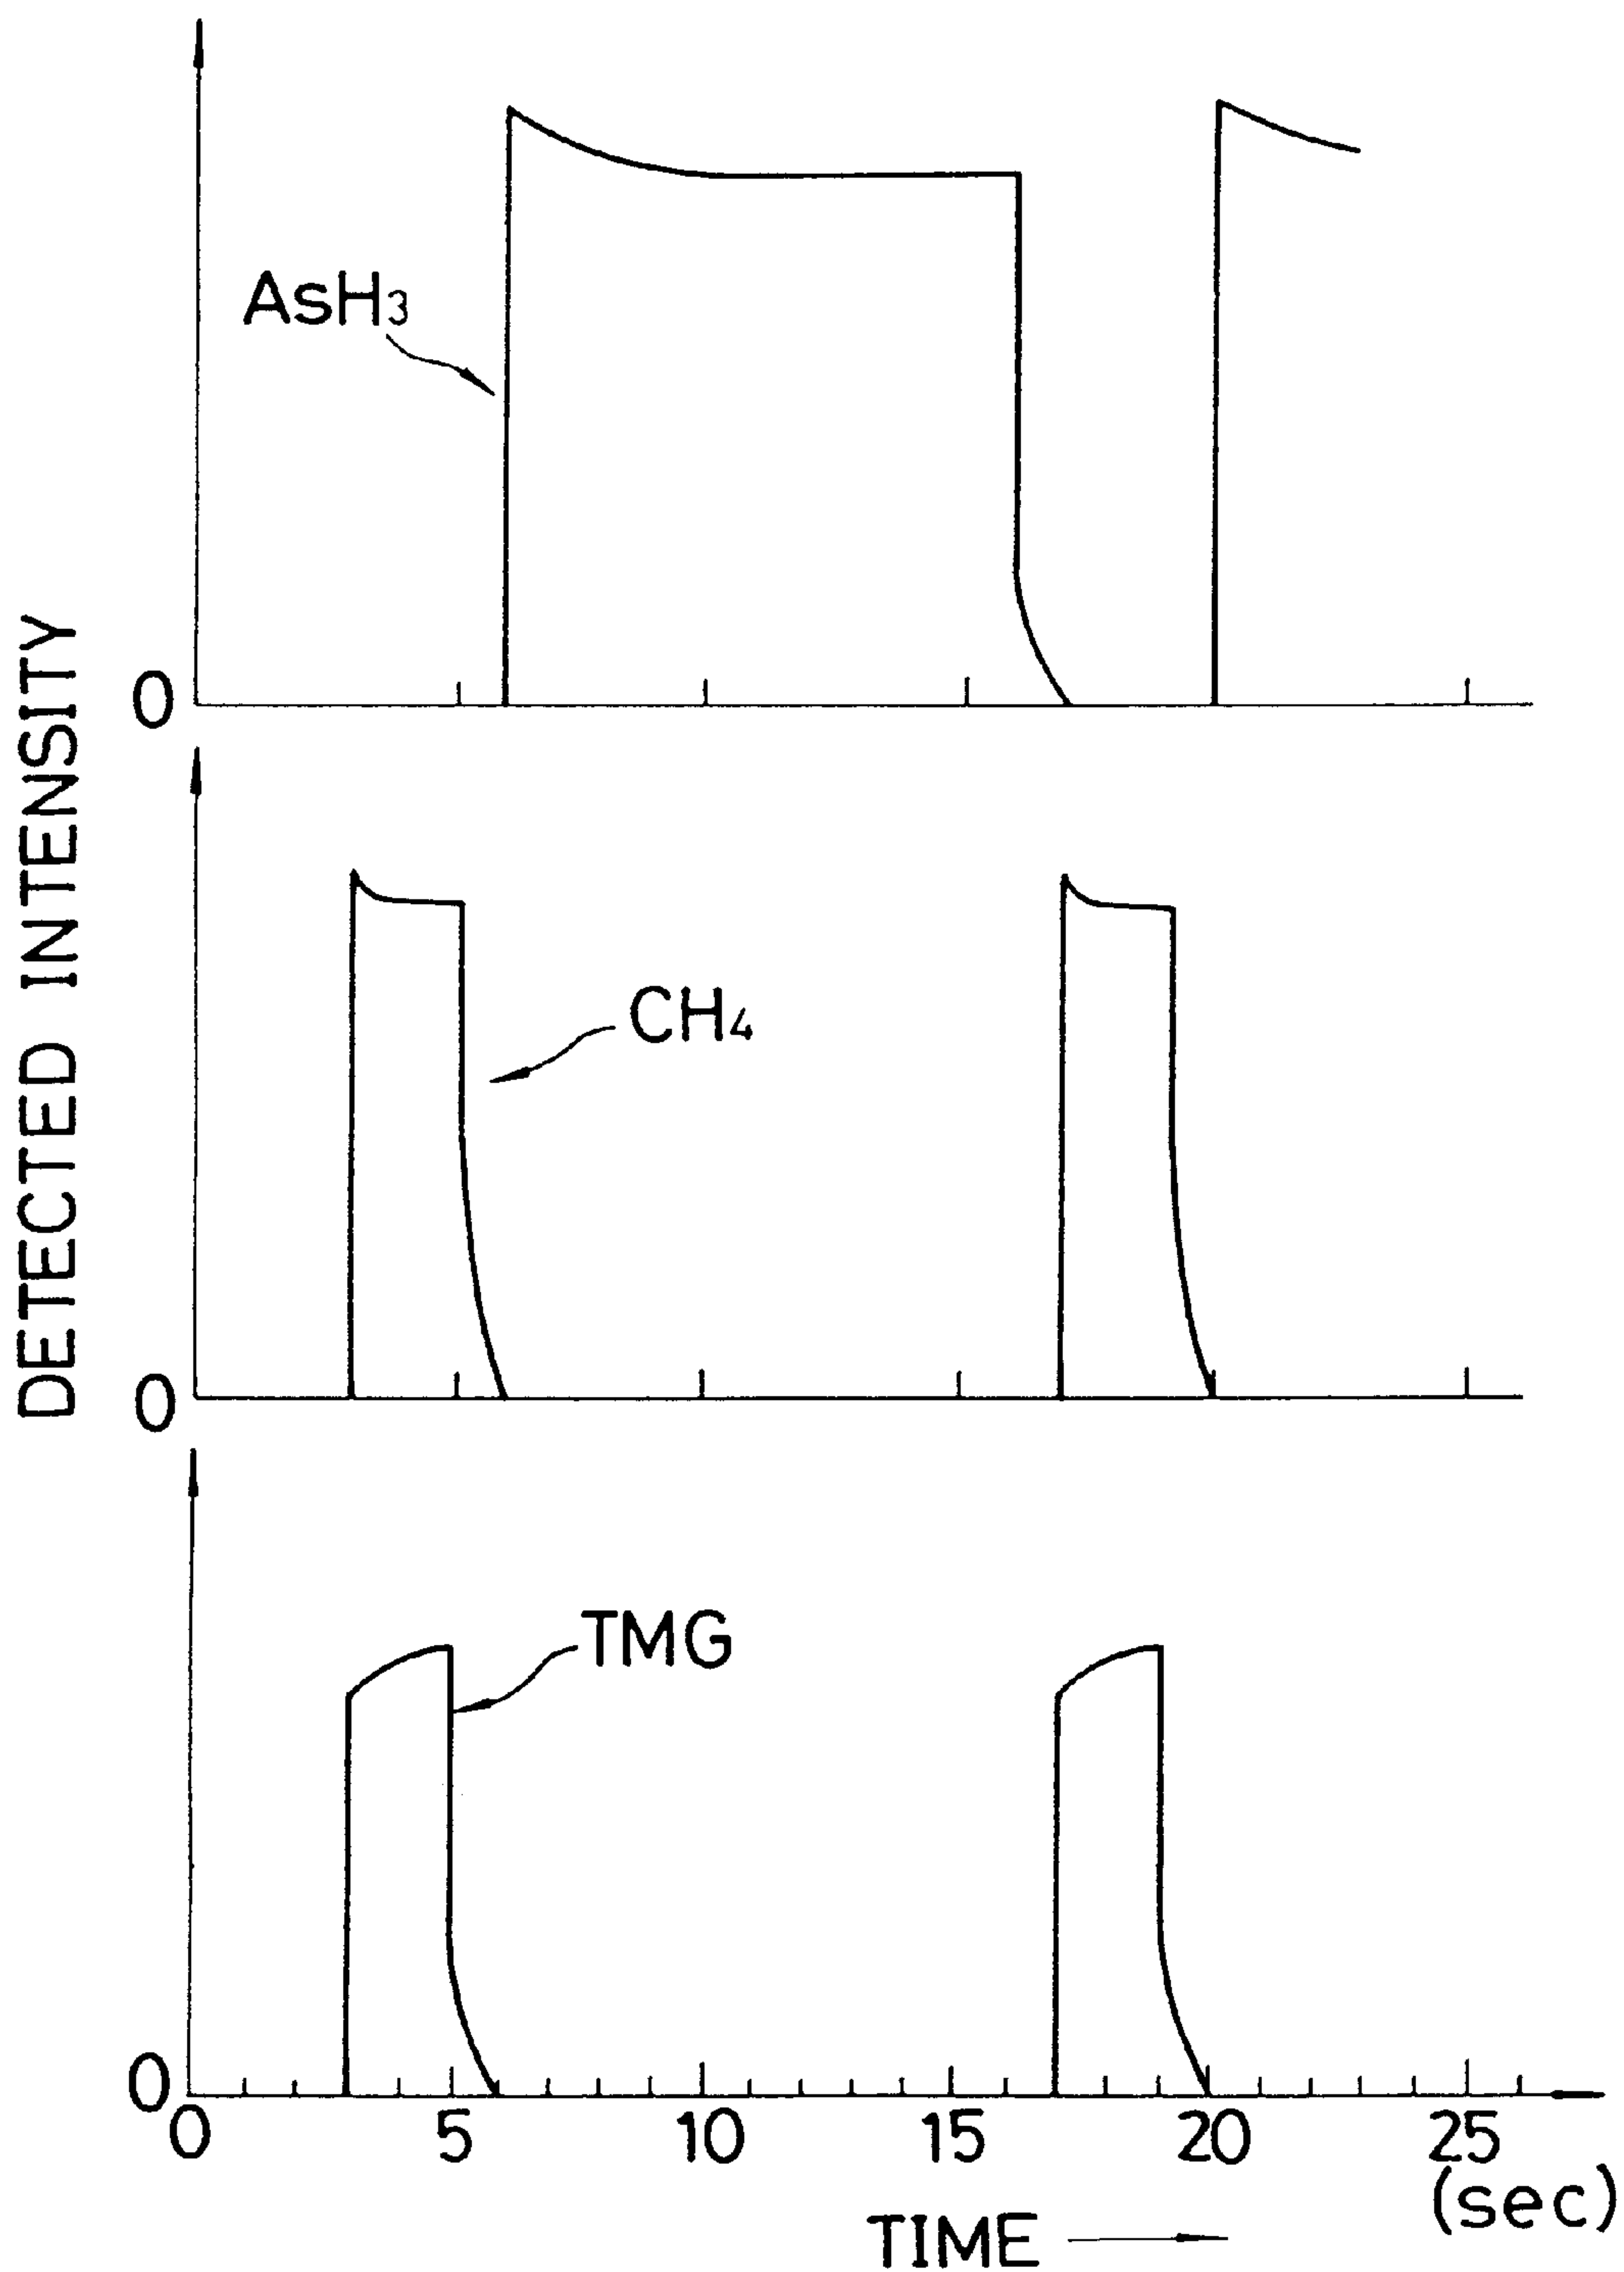 DETECTED INTENSITY
AsH3
0
CH4
0
TMG
0
0 5 10 15 20 25
(sec)
TIME